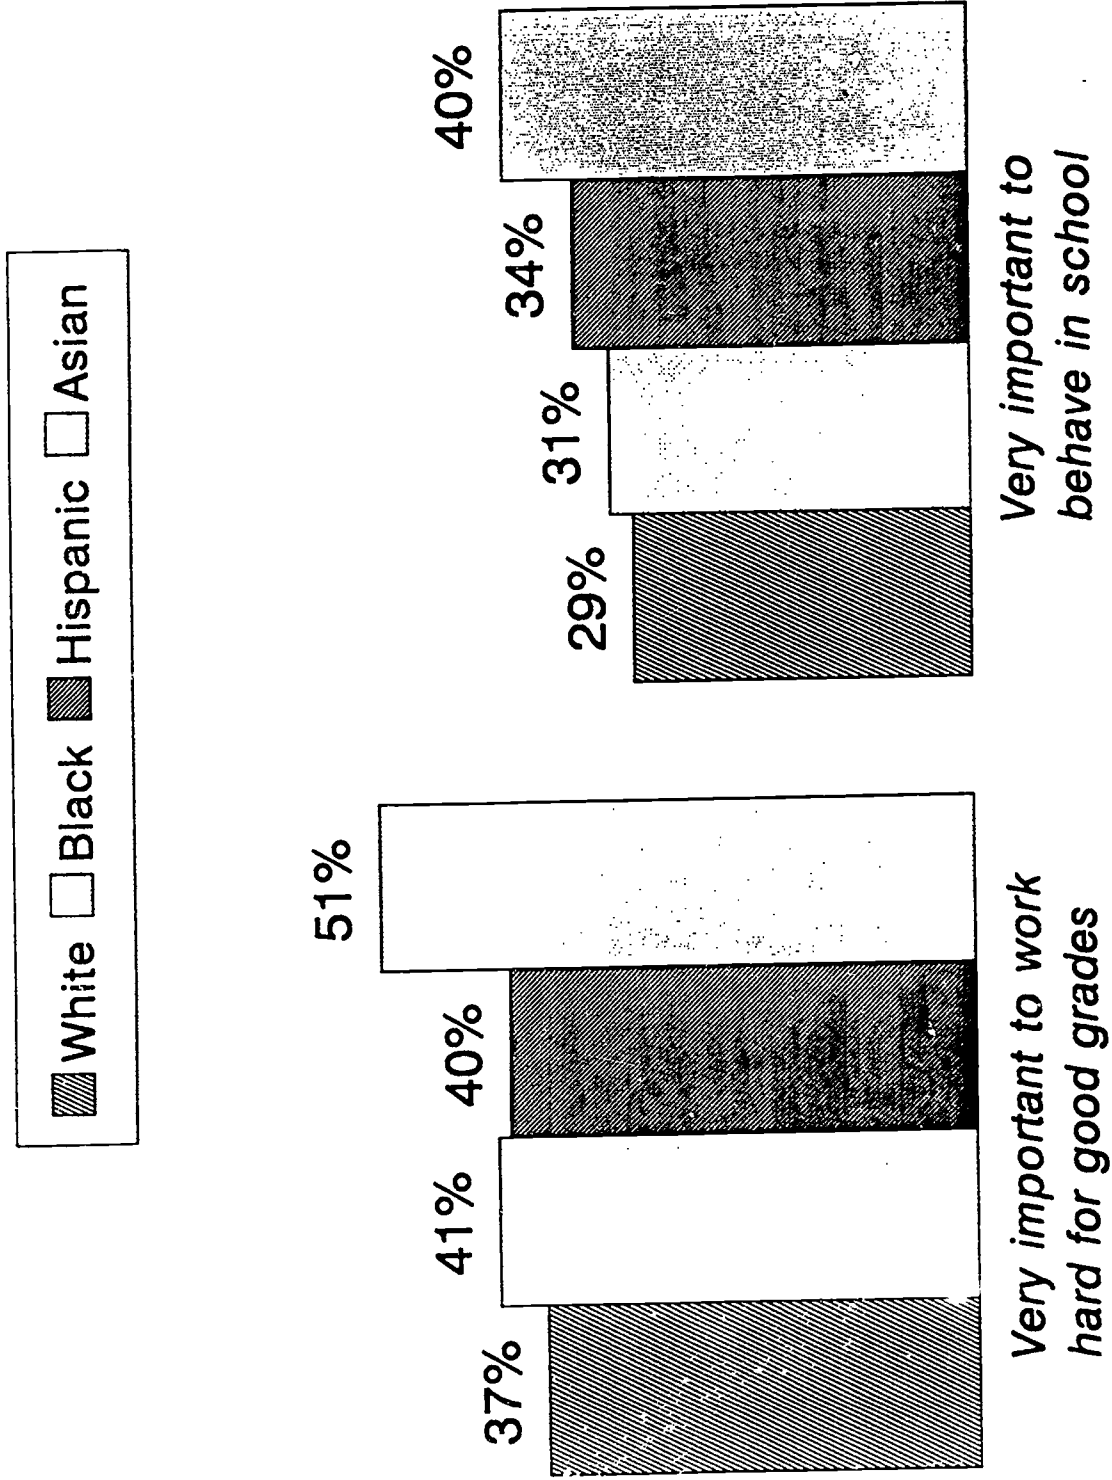 White Black Hispanic Asian
51%
41%
40%
37%
40%
34%
31%
29%
Very important to work
hard for good grades
Very important to
behave in school